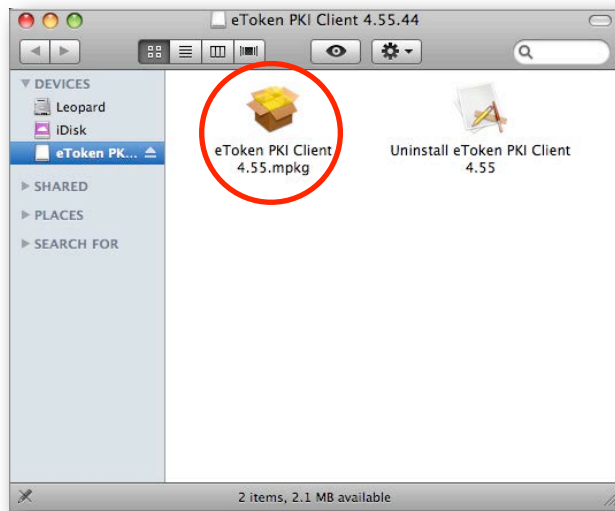 eToken PKI Client 4.55.44
DEVICES
Leopard
iDisk
eToken PK...
SHARED
PLACES
SEARCH FOR
eToken PKI Client
4.55.mpkg
Uninstall eToken PKI Client
4.55
2 items, 2.1 MB available